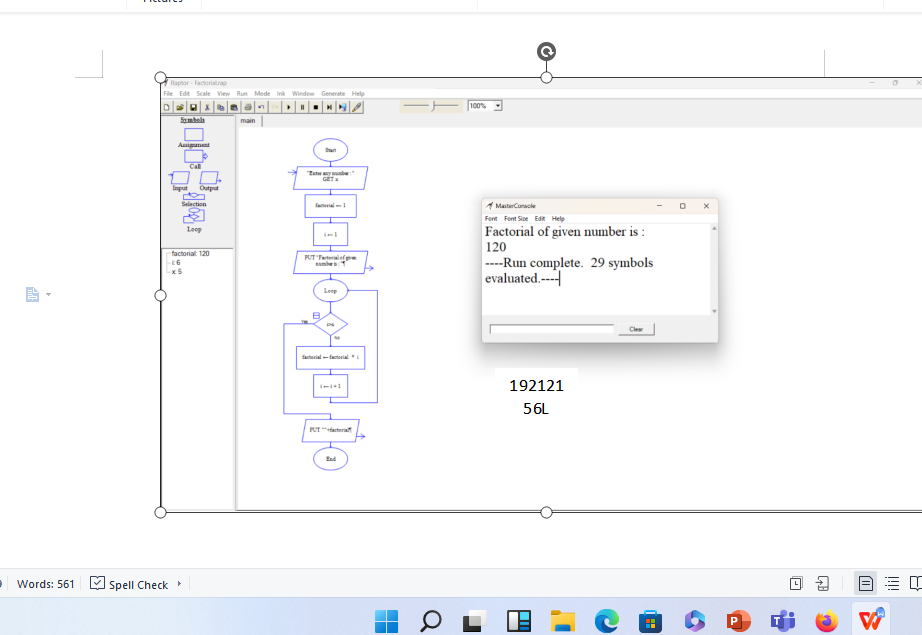 Raptor - Factorial.rap
File Edit Scale View Run Mode Ink Window Generate Help
100%
Symbols
main
Assignment
Call
Input Output
Selection
Loop
factorial: 120
i: 6
x: 5
Start
"Enter any number : "
GET x
factorial ← 1
i ← 1
PUT "Factorial of given
number is : "¶
Loop
Yes
No
factorial ← factorial * i
i ← i + 1
PUT ""+factorial¶
End
MasterConsole
Font Font Size Edit Help
Factorial of given number is :
120
----Run complete. 29 symbols
evaluated.----
Clear
192121
56L
Words: 561 Spell Check